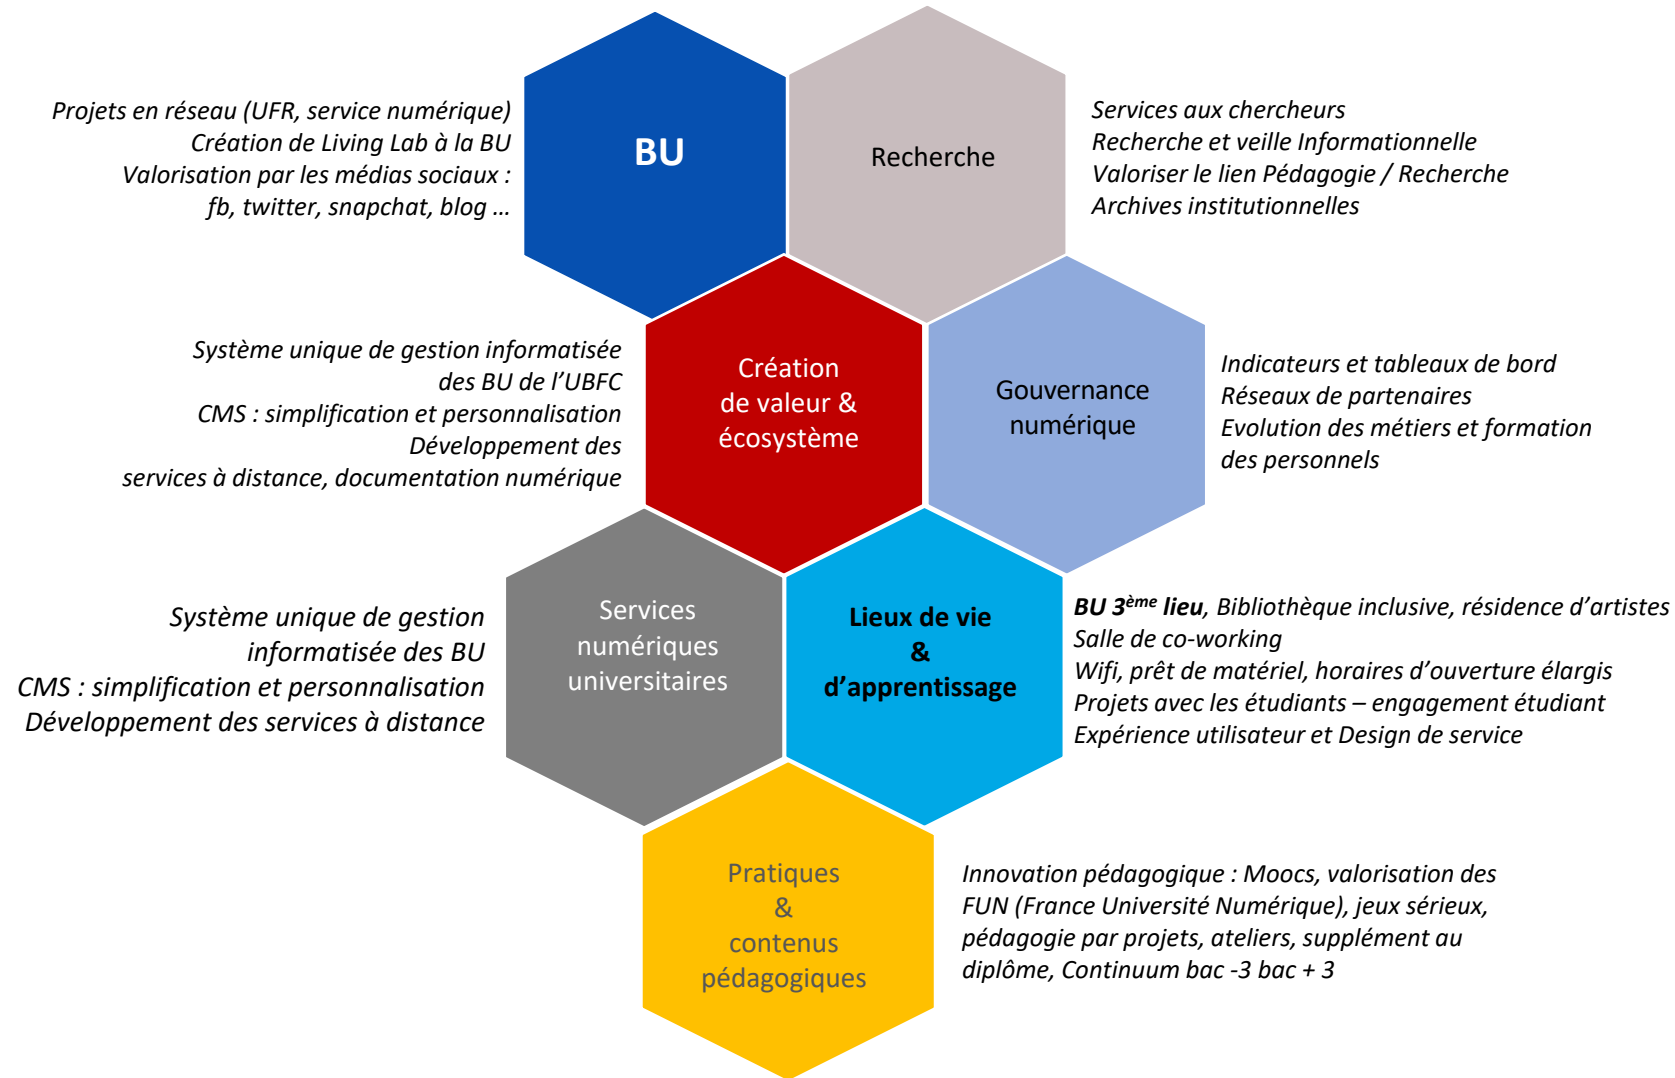 Projets en réseau (UFR, service numérique)
Création de Living Lab à la BU
Valorisation par les médias sociaux :
fb, twitter, snapchat, blog …
BU
Recherche
Services aux chercheurs
Recherche et veille Informationnelle
Valoriser le lien Pédagogie / Recherche
Archives institutionnelles
Système unique de gestion informatisée
des BU de l’UBFC
CMS : simplification et personnalisation
Développement des
services à distance, documentation numérique
Création
de valeur &
écosystème
Gouvernance
numérique
Indicateurs et tableaux de bord
Réseaux de partenaires
Evolution des métiers et formation
des personnels
Système unique de gestion
informatisée des BU
CMS : simplification et personnalisation
Développement des services à distance
Services
numériques
universitaires
Lieux de vie
&
d’apprentissage
BU 3ème lieu, Bibliothèque inclusive, résidence d’artistes
Salle de co-working
Wifi, prêt de matériel, horaires d’ouverture élargis
Projets avec les étudiants – engagement étudiant
Expérience utilisateur et Design de service
Pratiques
&
contenus
pédagogiques
Innovation pédagogique : Moocs, valorisation des
FUN (France Université Numérique), jeux sérieux,
pédagogie par projets, ateliers, supplément au
diplôme, Continuum bac -3 bac + 3